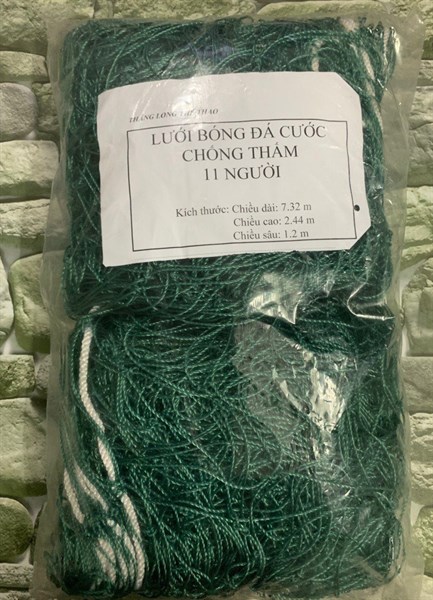 THĂNG LONG THỂ THAO
LƯỚI BÓNG ĐÁ CƯỚC
CHỐNG THẤM
11 NGƯỜI
Kích thước: Chiều dài: 7.32 m
Chiều cao: 2.44 m
Chiều sâu: 1.2 m